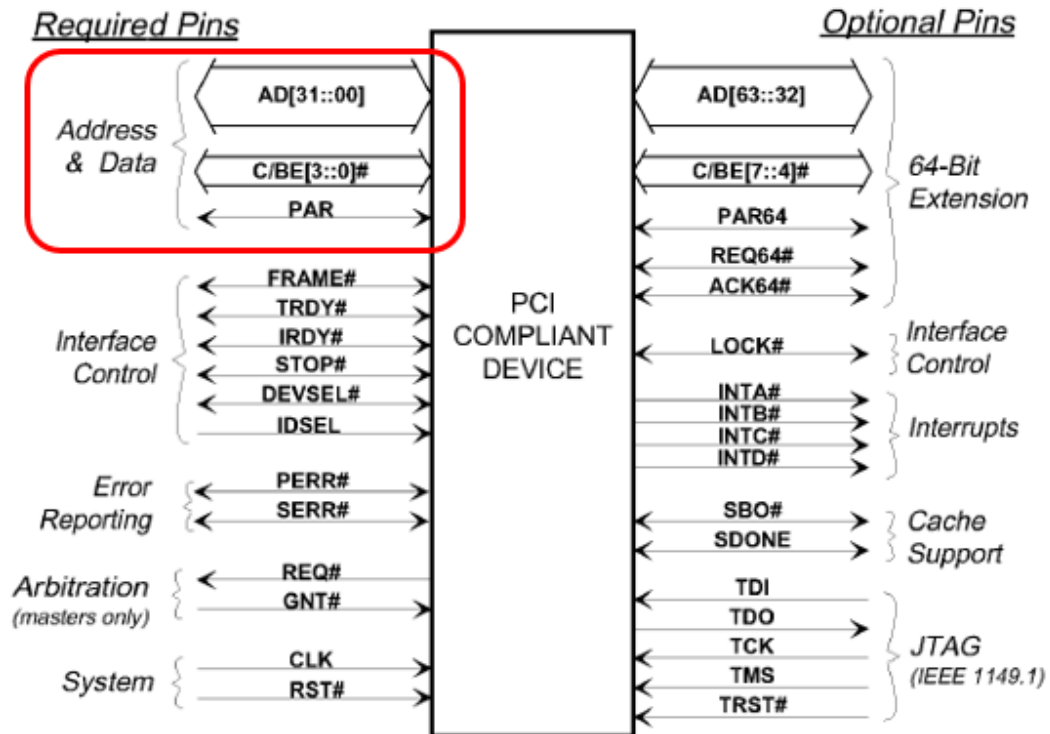 Required Pins
Address
& Data
AD[31::00]
C/BE[3::0]#
PAR
Interface
Control
FRAME#
TRDY#
IRDY#
STOP#
DEVSEL#
IDSEL
Error
Reporting
PERR#
SERR#
Arbitration
(masters only)
REQ#
GNT#
System
CLK
RST#
PCI
COMPLIANT
DEVICE
Optional Pins
AD[63::32]
C/BE[7::4]#
PAR64
REQ64#
ACK64#
64-Bit
Extension
LOCK#
Interface
Control
INTA#
INTB#
INTC#
INTD#
Interrupts
SBO#
SDONE
Cache
Support
TDI
TDO
TCK
TMS
TRST#
JTAG
(IEEE 1149.1)